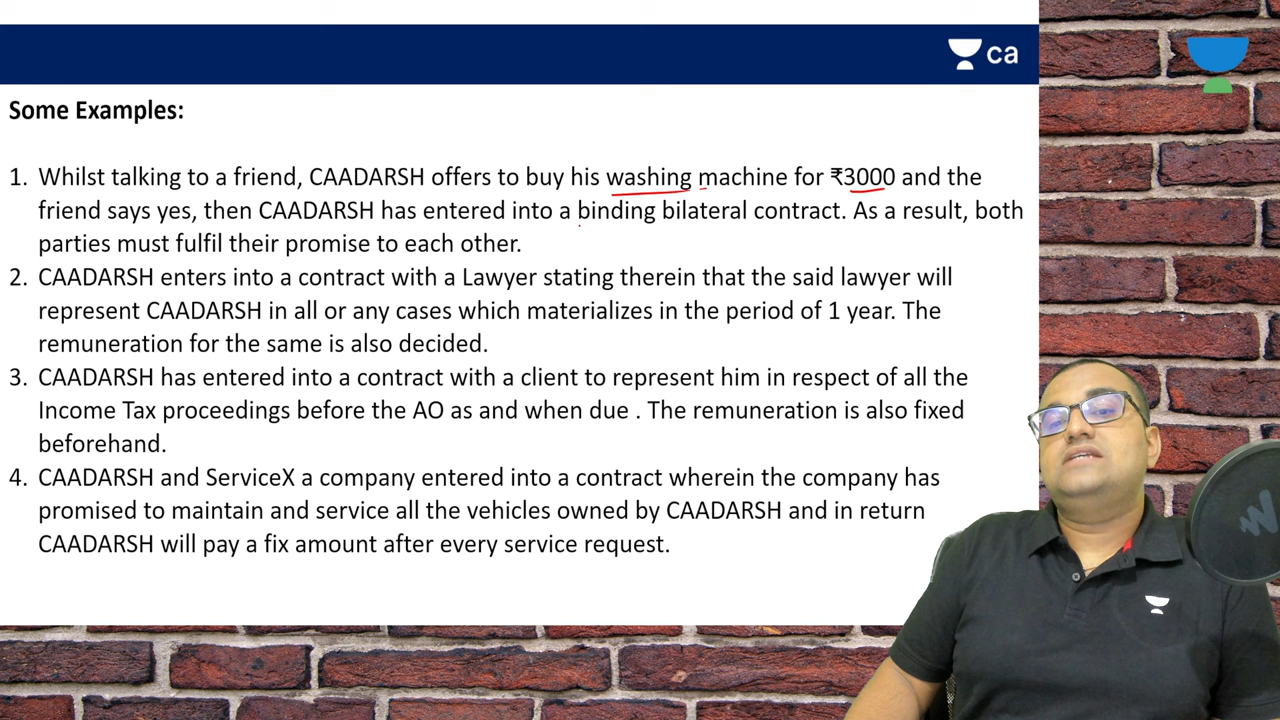 ca
Some Examples:
1. Whilst talking to a friend, CAADARSH offers to buy his washing machine for ₹3000 and the
friend says yes, then CAADARSH has entered into a binding bilateral contract. As a result, both
parties must fulfil their promise to each other.
2. CAADARSH enters into a contract with a Lawyer stating therein that the said lawyer will
represent CAADARSH in all or any cases which materializes in the period of 1 year. The
remuneration for the same is also decided.
3. CAADARSH has entered into a contract with a client to represent him in respect of all the
Income Tax proceedings before the AO as and when due . The remuneration is also fixed
beforehand.
4. CAADARSH and ServiceX a company entered into a contract wherein the company has
promised to maintain and service all the vehicles owned by CAADARSH and in return
CAADARSH will pay a fix amount after every service request.